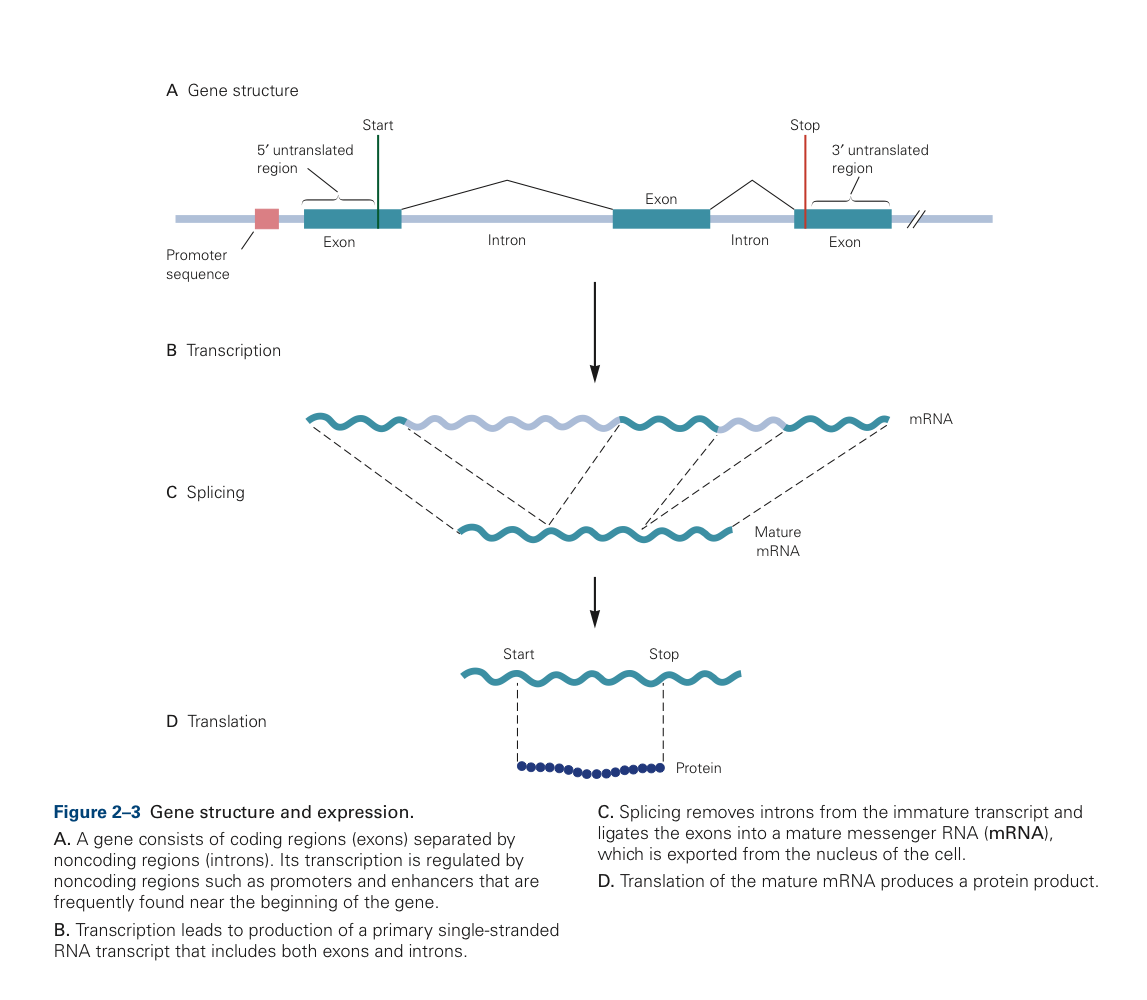 A Gene structure
Start
Stop
5′ untranslated
region
3′ untranslated
region
Exon
Exon
Intron
Intron
Exon
Promoter
sequence
B Transcription
mRNA
C Splicing
Mature
mRNA
Start
Stop
D Translation
Protein
Figure 2–3 Gene structure and expression.
A. A gene consists of coding regions (exons) separated by
noncoding regions (introns). Its transcription is regulated by
noncoding regions such as promoters and enhancers that are
frequently found near the beginning of the gene.
B. Transcription leads to production of a primary single-stranded
RNA transcript that includes both exons and introns.
C. Splicing removes introns from the immature transcript and
ligates the exons into a mature messenger RNA (mRNA),
which is exported from the nucleus of the cell.
D. Translation of the mature mRNA produces a protein product.